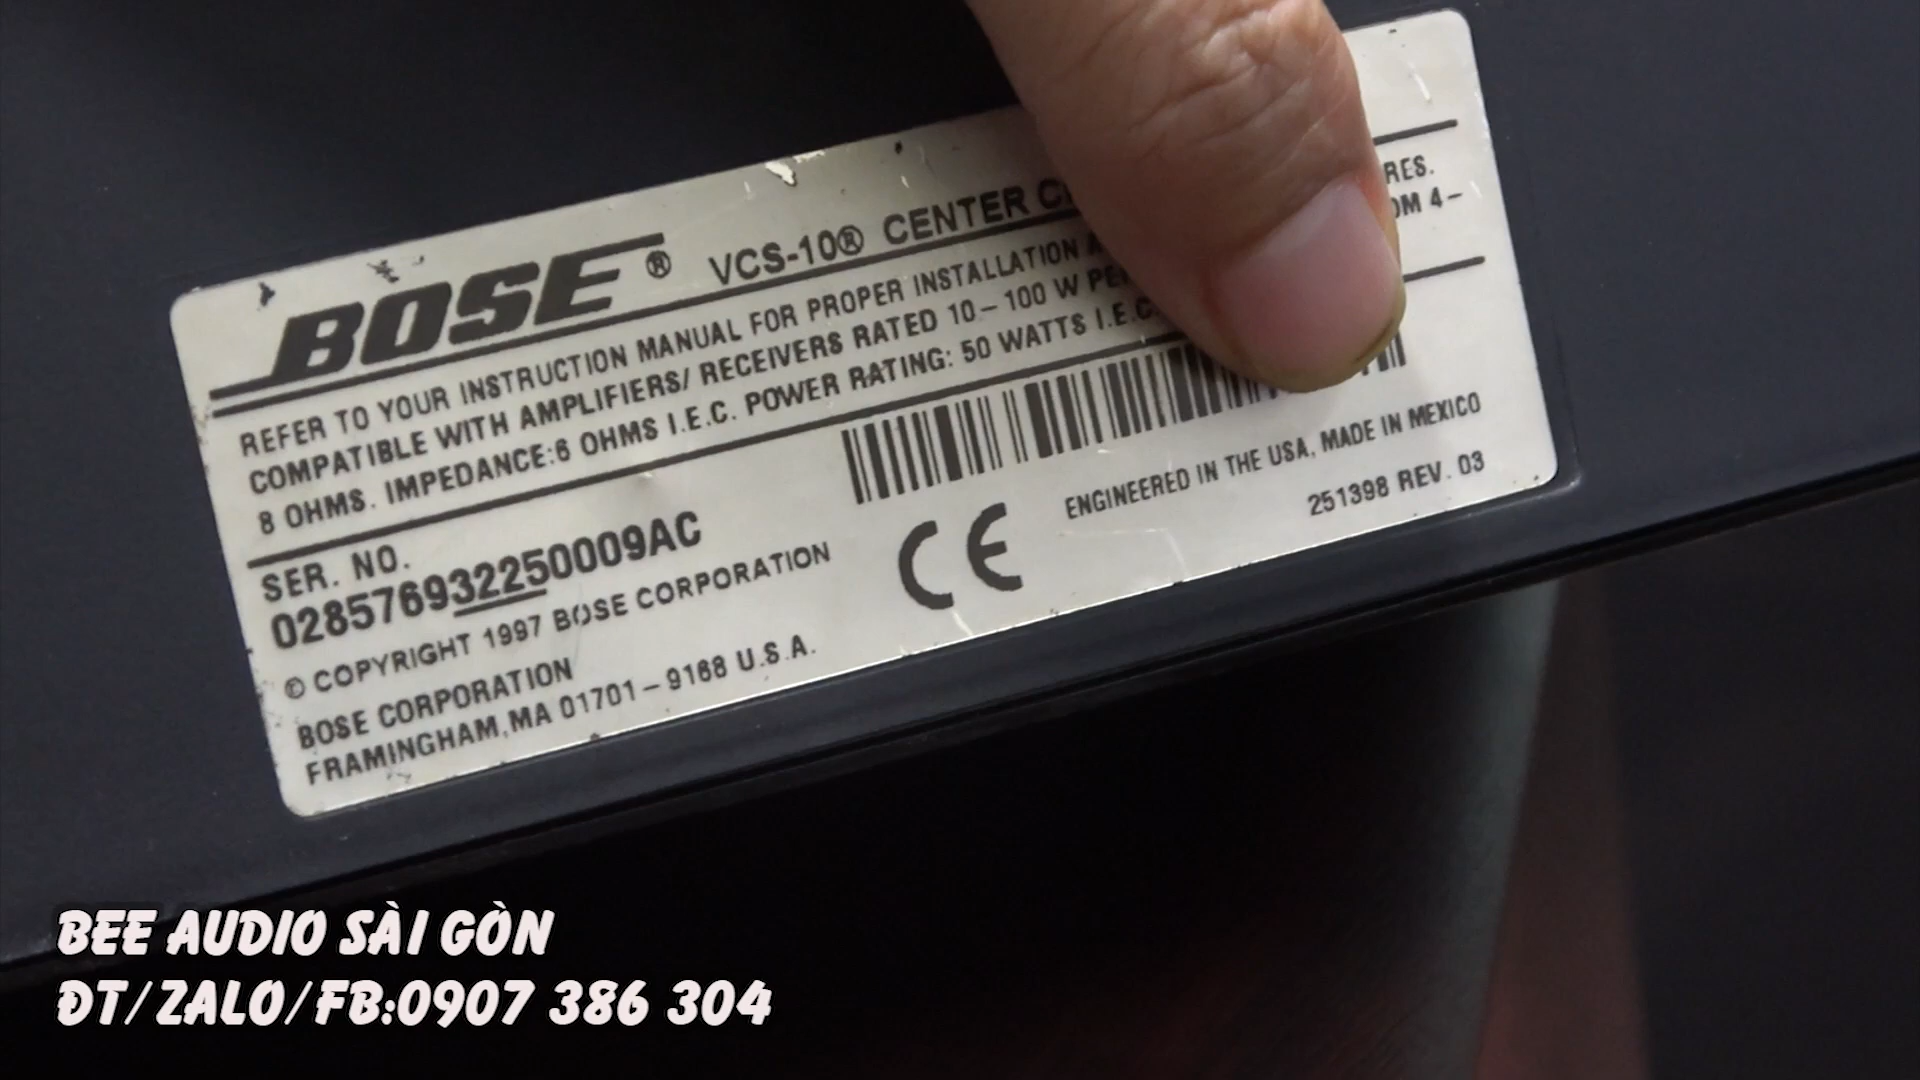 BOSE® VCS-10® CENTER
REFER TO YOUR INSTRUCTION MANUAL FOR PROPER INSTALLATION
COMPATIBLE WITH AMPLIFIERS/ RECEIVERS RATED 10-100 W 4-
8 OHMS. IMPEDANCE:6 OHMS I.E.C. POWER RATING: 50 WATTS I.E.C.
SER. NO.
028576932250009AC
© COPYRIGHT 1997 BOSE CORPORATION
BOSE CORPORATION
FRAMINGHAM,MA 01701-9168 U.S.A.
CE
ENGINEERED IN THE USA, MADE IN MEXICO
251398 REV. 03
BEE AUDIO SÀI GÒN
ĐT/ZALO/FB:0907 386 304